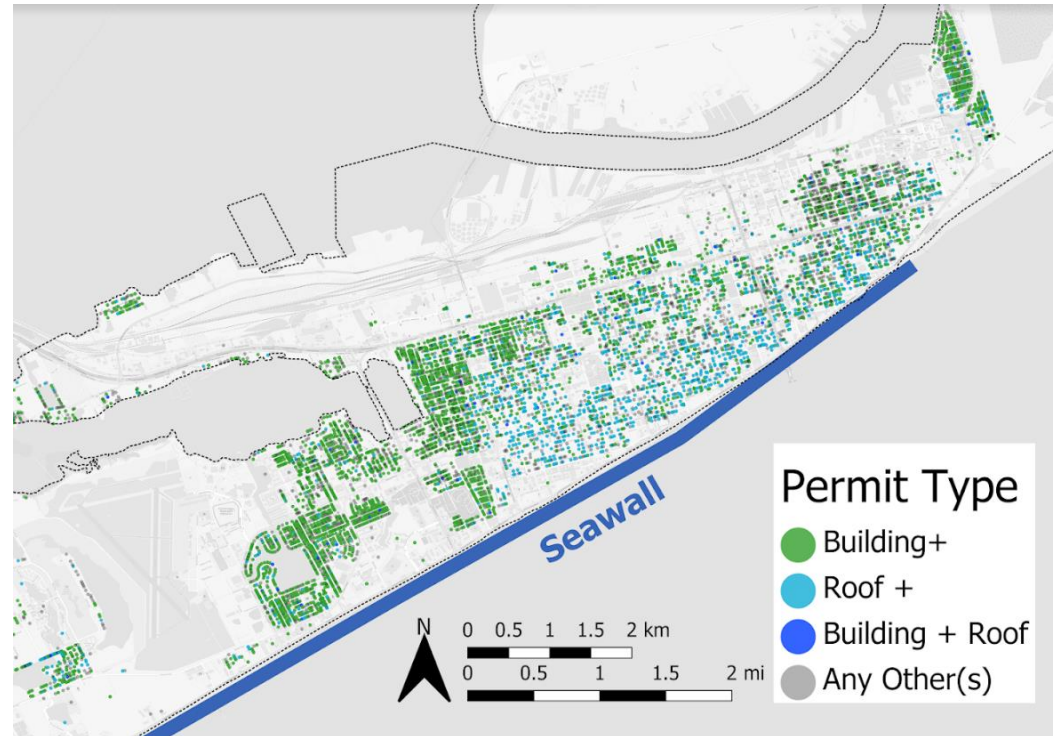 Seawall
N
0 0.5 1 1.5 2 km
0 0.5 1 1.5 2 mi
Permit Type
Building+
Roof +
Building + Roof
Any Other(s)